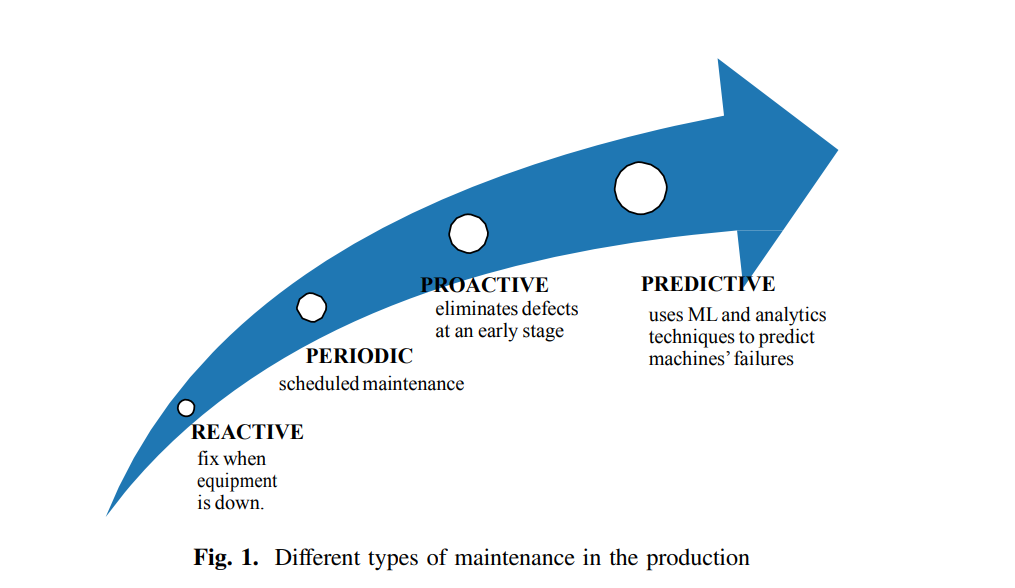 PROACTIVE
eliminates defects
at an early stage
PREDICTIVE
uses ML and analytics
techniques to predict
machines’ failures
PERIODIC
scheduled maintenance
REACTIVE
fix when
equipment
is down.
Fig. 1. Different types of maintenance in the production